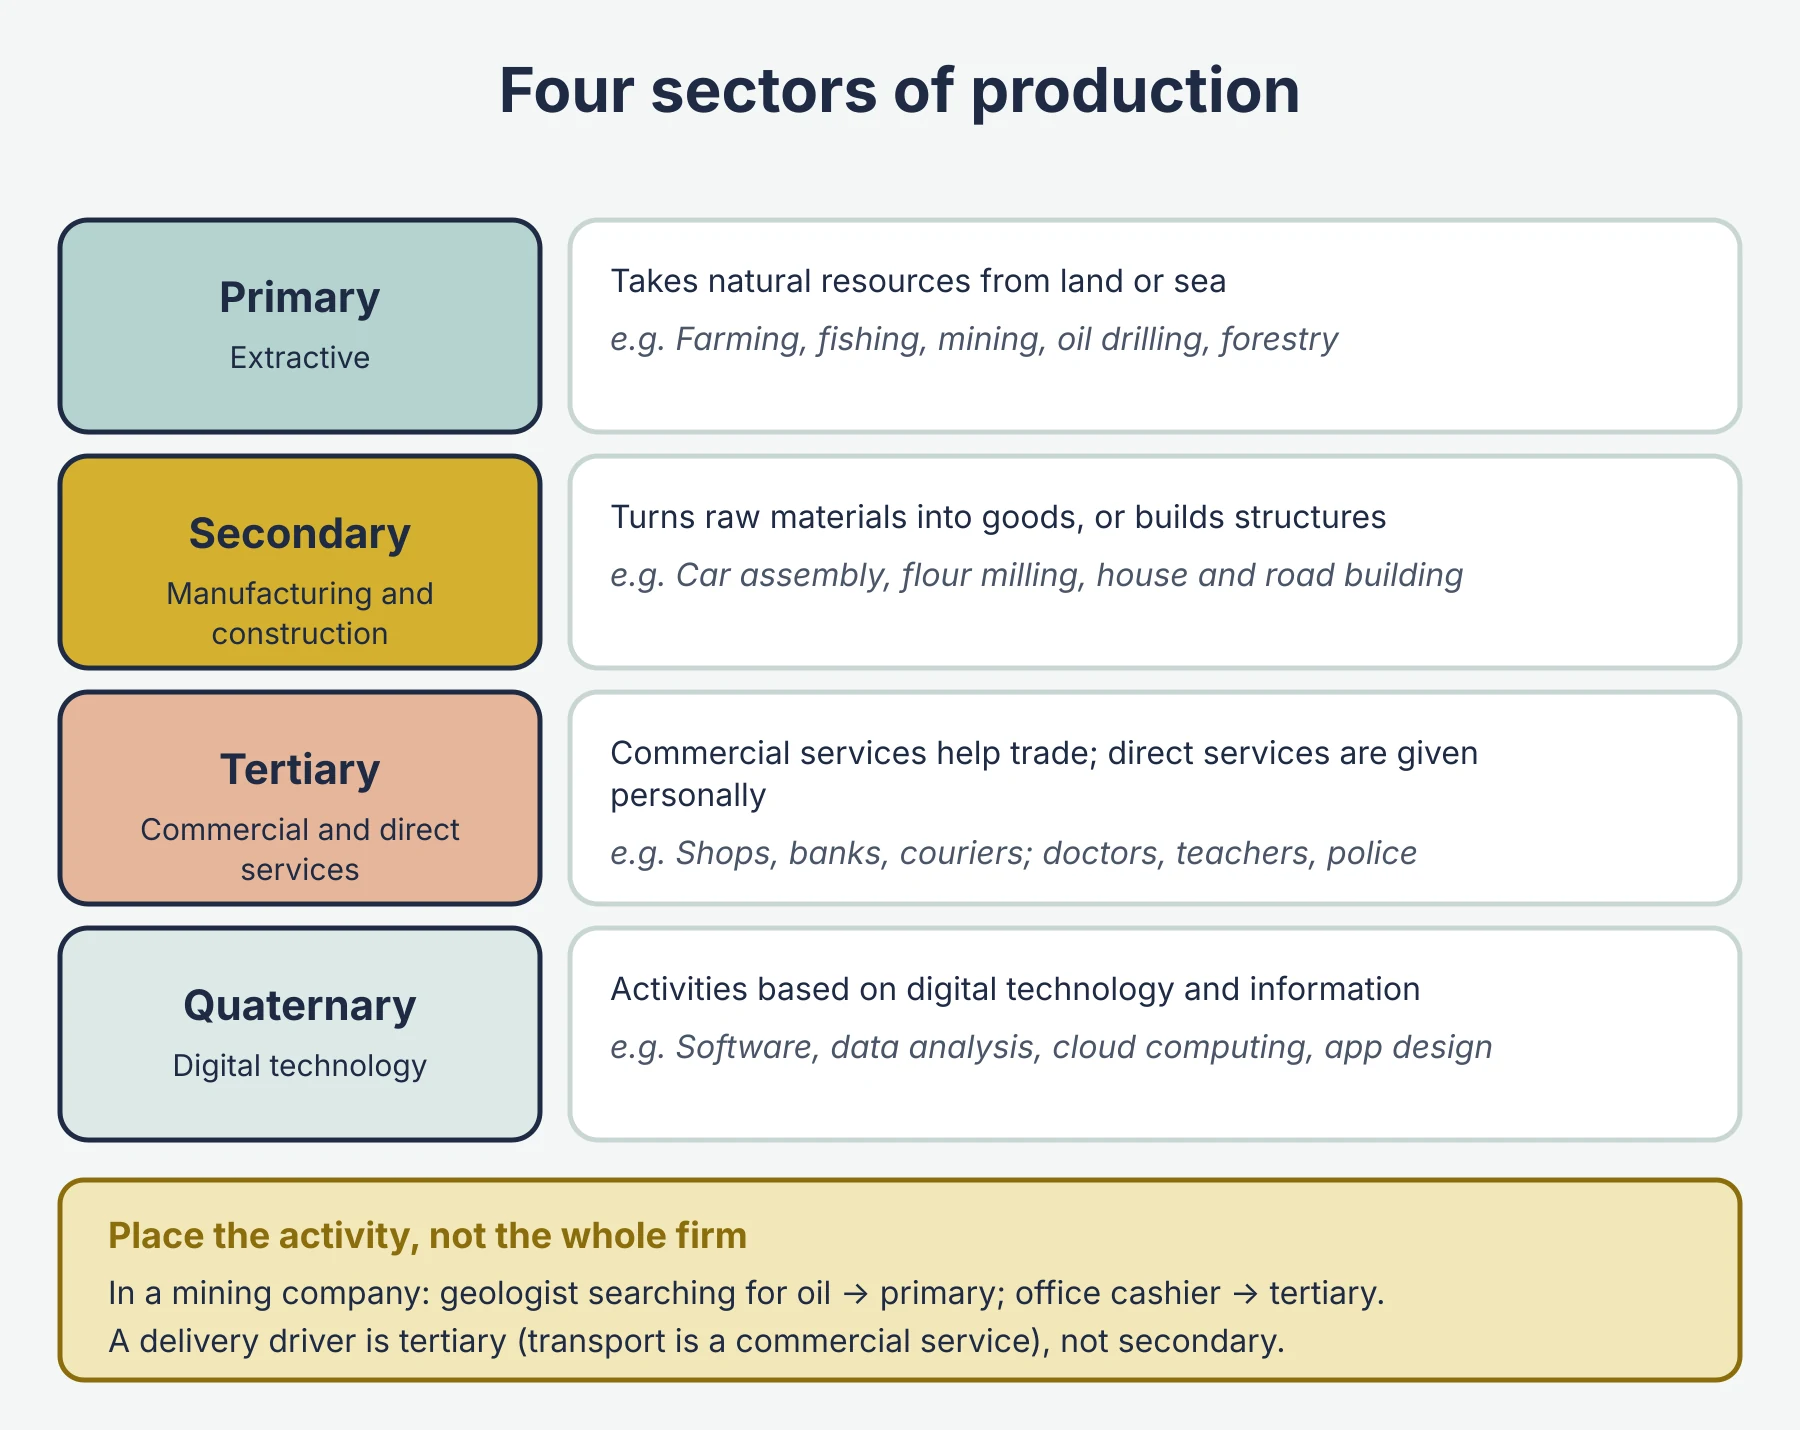 Four sectors of production
Primary
Extractive
Takes natural resources from land or sea
e.g. Farming, fishing, mining, oil drilling, forestry
Secondary
Manufacturing and
construction
Turns raw materials into goods, or builds structures
e.g. Car assembly, flour milling, house and road building
Tertiary
Commercial and direct
services
Commercial services help trade; direct services are given
personally
e.g. Shops, banks, couriers; doctors, teachers, police
Quaternary
Digital technology
Activities based on digital technology and information
e.g. Software, data analysis, cloud computing, app design
Place the activity, not the whole firm
In a mining company: geologist searching for oil → primary; office cashier → tertiary.
A delivery driver is tertiary (transport is a commercial service), not secondary.